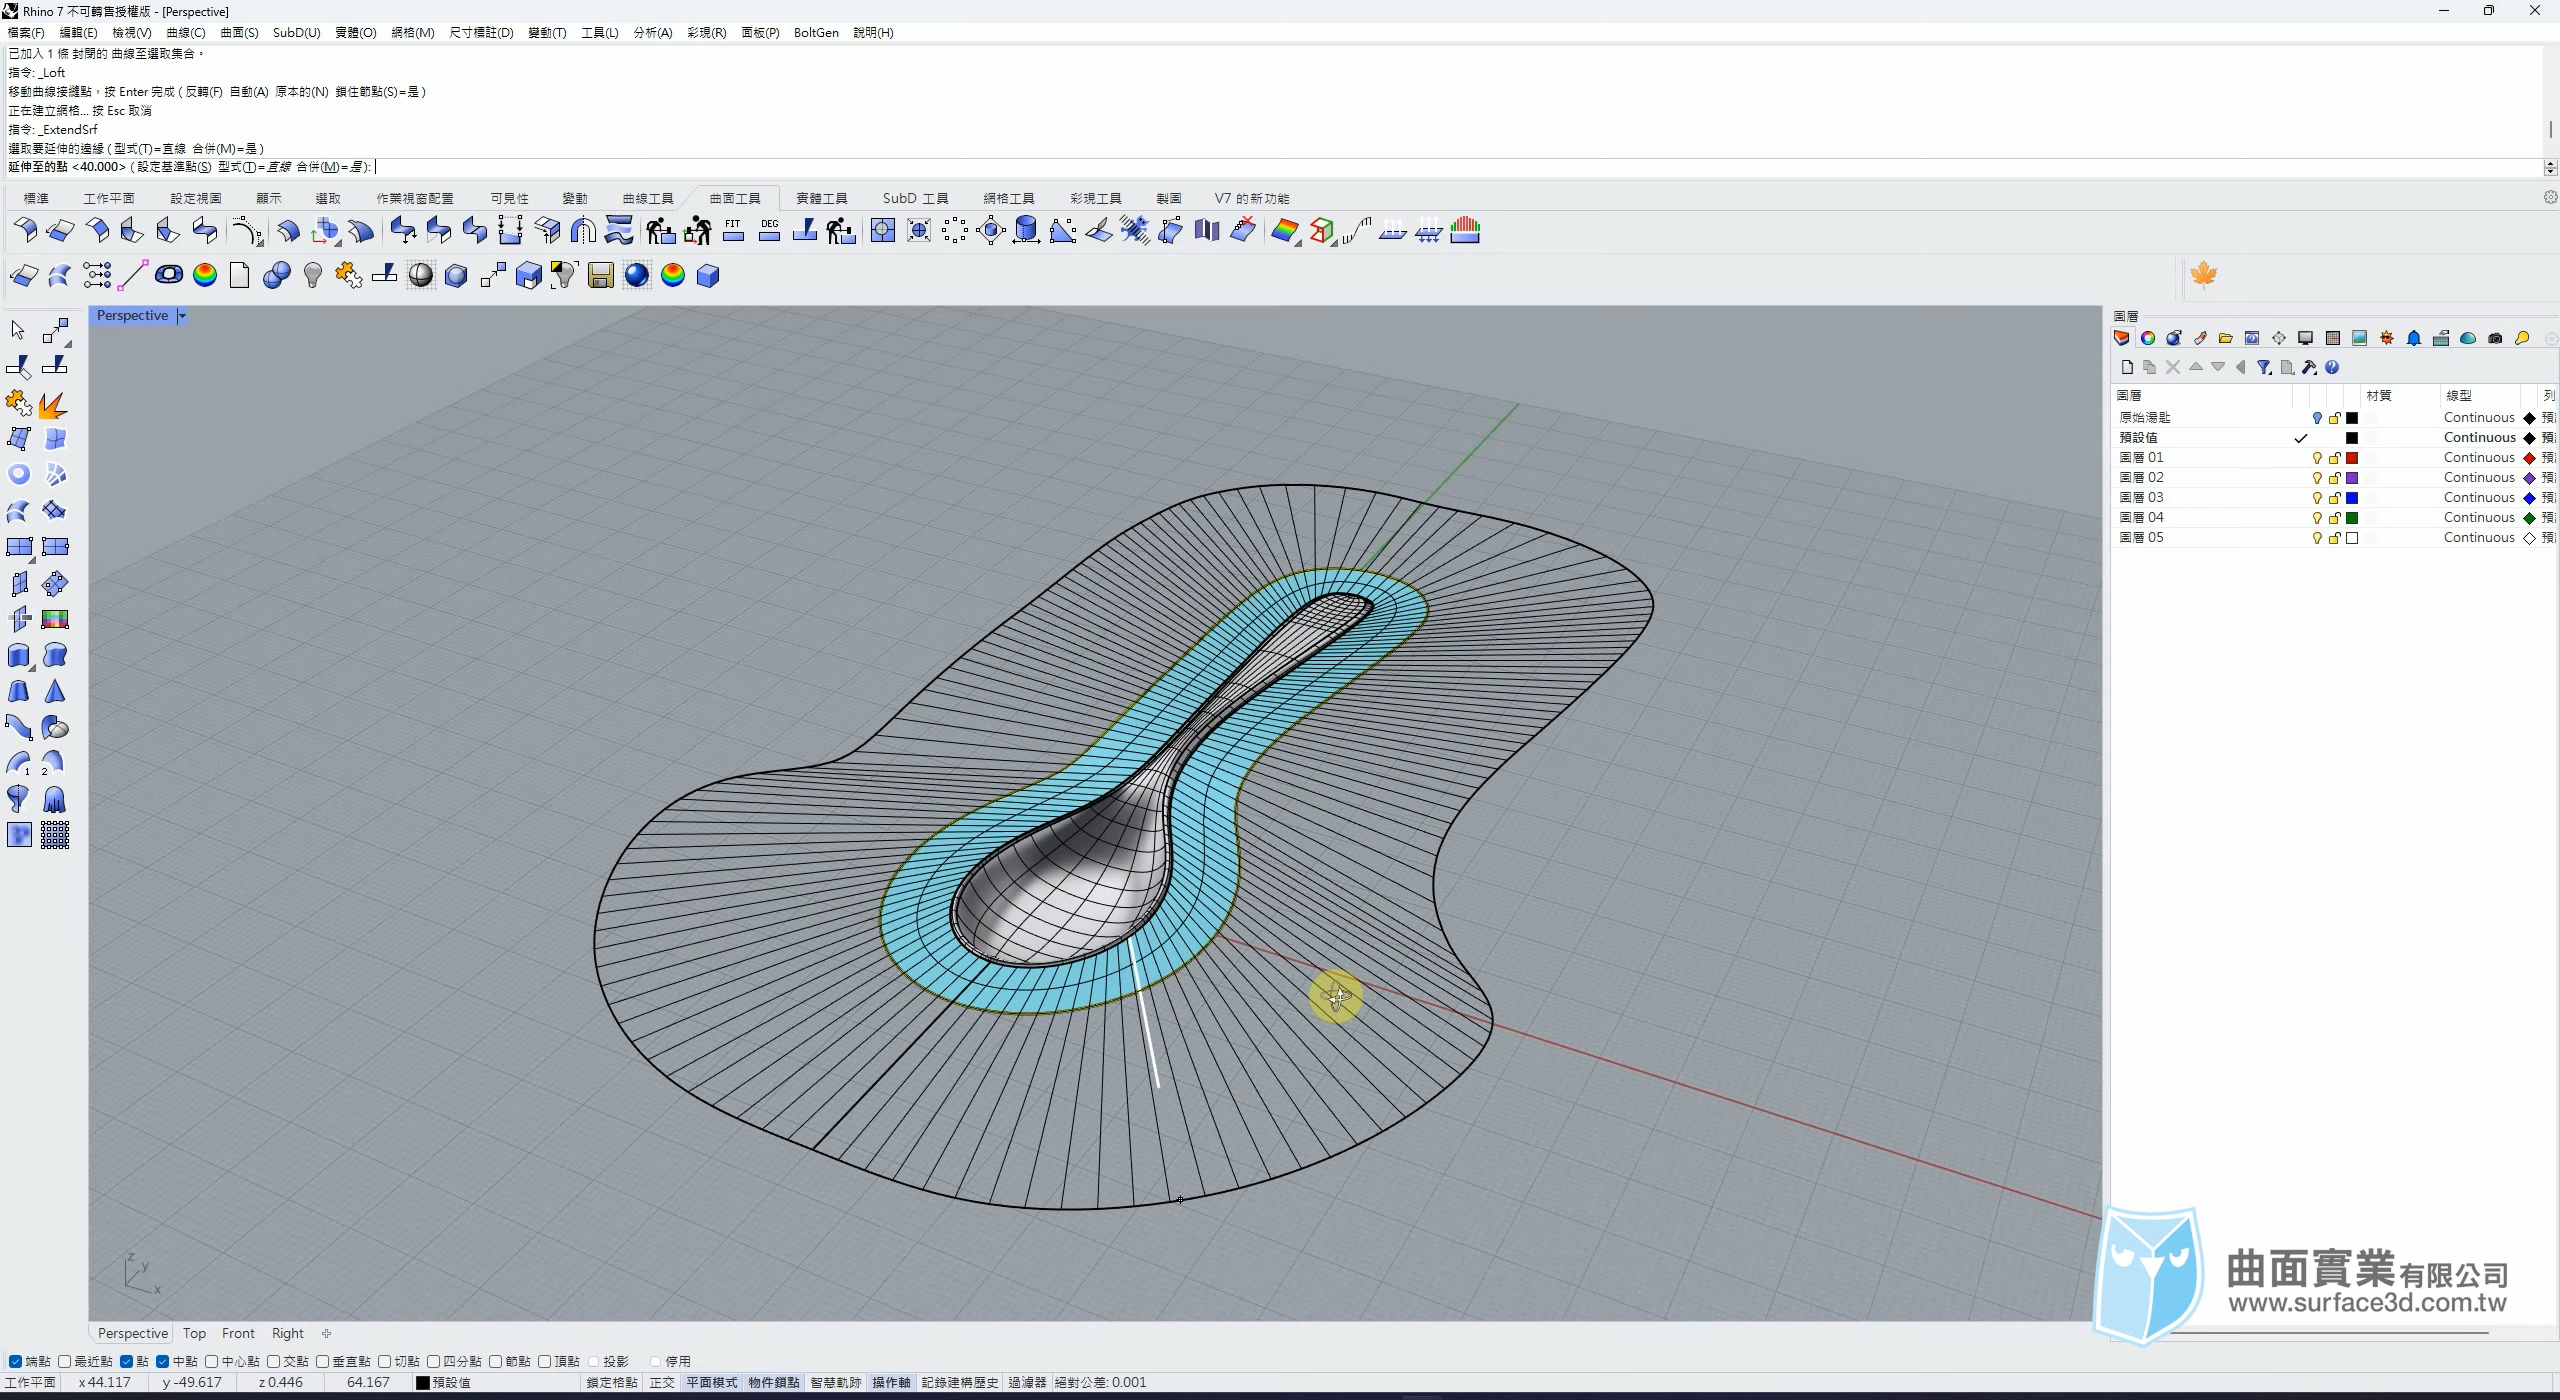 Rhino 7 不可轉售授權版 - [Perspective]
檔案(F) 編輯(E) 檢視(V) 曲線(C) 曲面(S) SubD(U) 實體(O) 網格(M) 尺寸標註(D) 變動(T) 工具(L) 分析(A) 彩現(R) 面板(P) BoltGen 說明(H)
已加入 1 條 封閉的 曲線至選取集合。
指令: _Loft
移動曲線接縫點，按 Enter 完成 ( 反轉(F) 自動(A) 原本的(N) 鎖住節點(S)=是 )
正在建立網格... 按 Esc 取消
指令: _ExtendSrf
選取要延伸的邊緣 ( 型式(T)=直線 合併(M)=是 )
延伸至的點 <40.000> ( 設定基準點(S) 型式(T)=直線 合併(M)=是 ):
標準 工作平面 設定視圖 顯示 選取 作業視窗配置 可見性 變動 曲線工具 曲面工具 實體工具 SubD 工具 網格工具 彩現工具 製圖 V7 的新功能
FIT DEG
Perspective
圖層
圖層 材質 線型 列
原始湯匙 Continuous 預
預設值 Continuous 預
圖層 01 Continuous 預
圖層 02 Continuous 預
圖層 03 Continuous 預
圖層 04 Continuous 預
圖層 05 Continuous 預
1 2
z
y
x
曲面實業有限公司
www.surface3d.com.tw
Perspective Top Front Right
端點 最近點 點 中點 中心點 交點 垂直點 切點 四分點 節點 頂點 投影 停用
工作平面 x 44.117 y -49.617 z 0.446 64.167 預設值 鎖定格點 正交 平面模式 物件鎖點 智慧軌跡 操作軸 記錄建構歷史 過濾器 絕對公差: 0.001